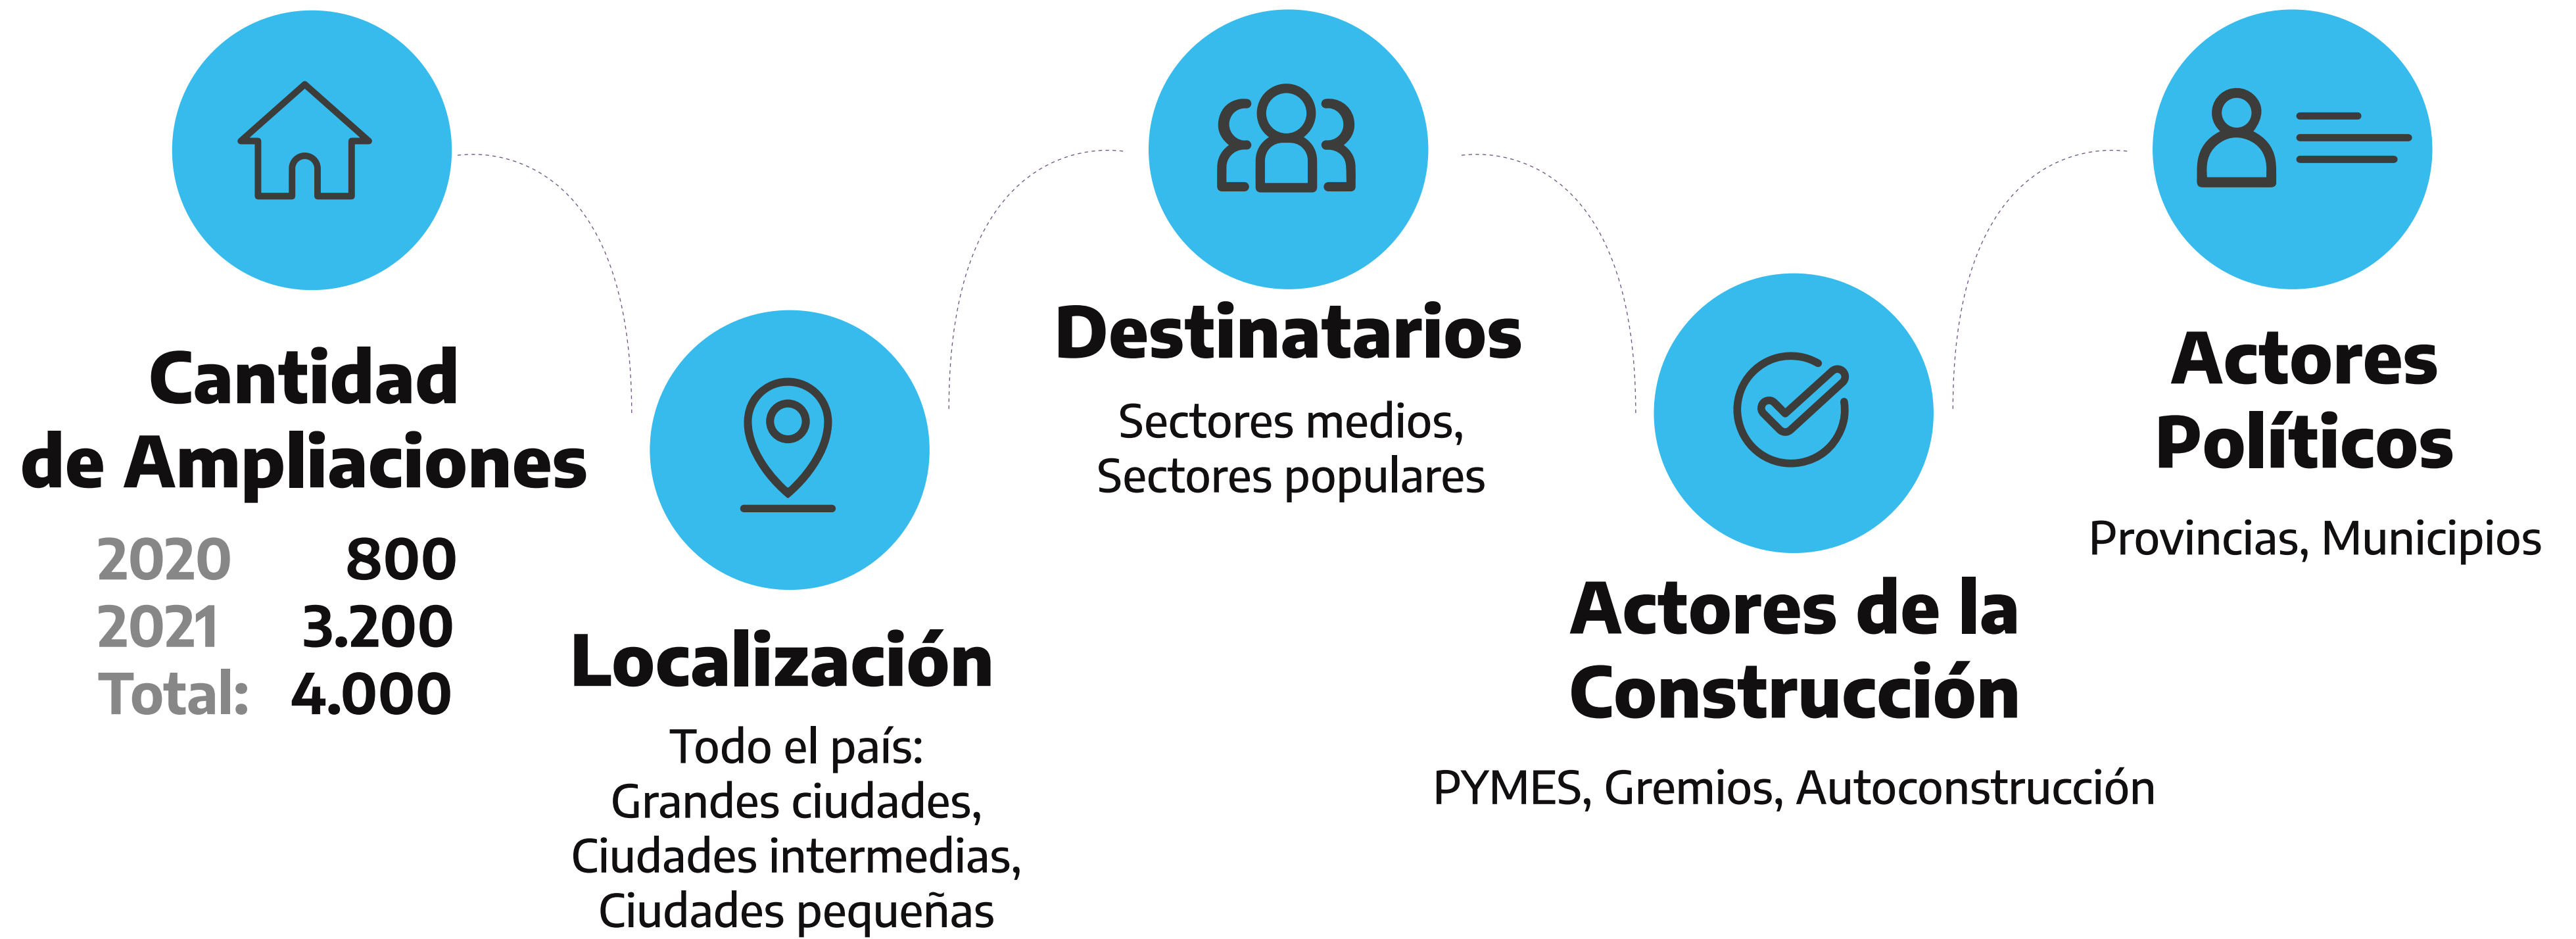 Cantidad
de Ampliaciones
2020 800
2021 3.200
Total: 4.000
Localización
Todo el país:
Grandes ciudades,
Ciudades intermedias,
Ciudades pequeñas
Destinatarios
Sectores medios,
Sectores populares
Actores de la
Construcción
PYMES, Gremios, Autoconstrucción
Actores
Políticos
Provincias, Municipios